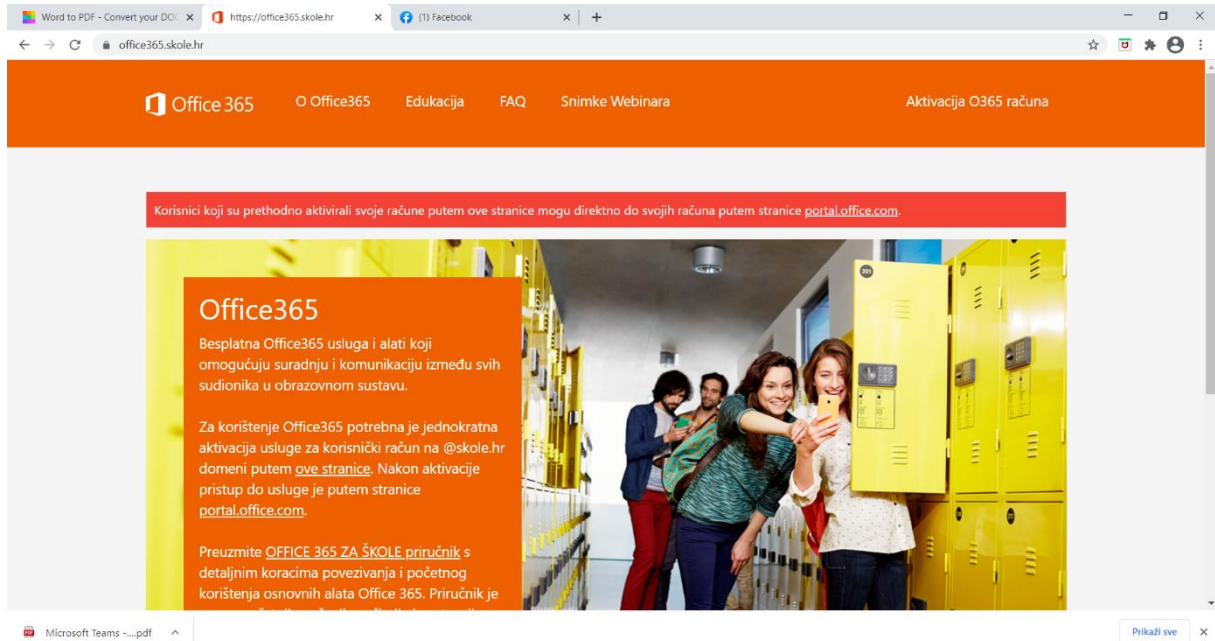 Word to PDF - Convert your DOC
https://office365.skole.hr
(1) Facebook
office365.skole.hr
Office 365
O Office365
Edukacija
FAQ
Snimke Webinara
Aktivacija O365 računa
Korisnici koji su prethodno aktivirali svoje račune putem ove stranice mogu direktno do svojih računa putem stranice portal.office.com.
Office365
Besplatna Office365 usluga i alati koji
omogućuju suradnju i komunikaciju između svih
sudionika u obrazovnom sustavu.
Za korištenje Office365 potrebna je jednokratna
aktivacija usluge za korisnički račun na @skole.hr
domeni putem ove stranice. Nakon aktivacije
pristup do usluge je putem stranice
portal.office.com.
Preuzmite OFFICE 365 ZA ŠKOLE priručnik s
detaljnim koracima povezivanja i početnog
korištenja osnovnih alata Office 365. Priručnik je
201
Microsoft Teams -....pdf
Prikaži sve